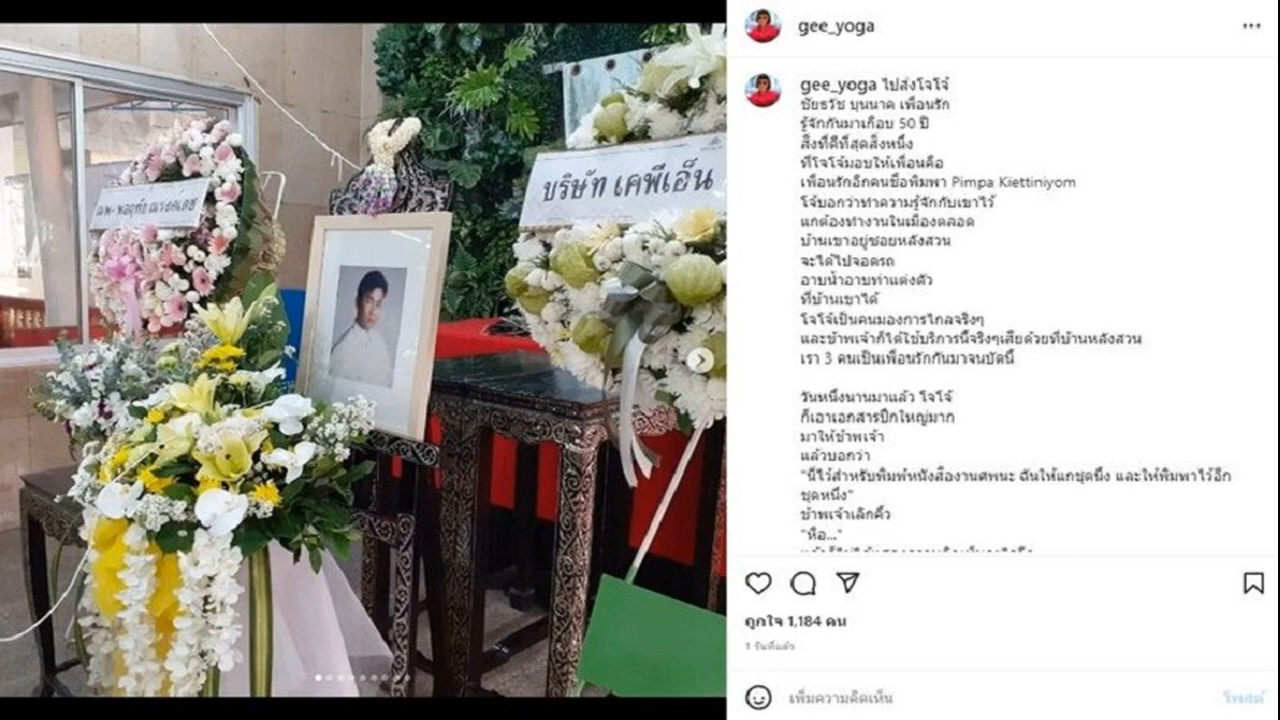 บริษัท เคพีเอ็น
gee_yoga
gee_yoga ไปส่งโจโจ้
ชัยธวัช บุนนาค เพื่อนรัก
รู้จักกันมาเกือบ 50 ปี
สิ่งที่ดีที่สุดสิ่งหนึ่ง
ที่โจโจ้มอบให้เพื่อนคือ
เพื่อนรักอีกคนชื่อพิมพา Pimpa Kiettiniyom
โจ้บอกว่าทำความรู้จักกับเขาไว้
แกต้องทำงานในเมืองตลอด
บ้านเขาอยู่ซอยหลังสวน
จะได้ไปจอดรถ
อาบน้ำอาบท่าแต่งตัว
ที่บ้านเขาได้
โจโจ้เป็นคนมองการไกลจริงๆ
และข้าพเจ้าก็ได้ใช้บริการนี้จริงๆเสียด้วยที่บ้านหลังสวน
เรา 3 คนเป็นเพื่อนรักกันมาจนบัดนี้
วันหนึ่งนานมาแล้ว โจโจ้
ก็เอาเอกสารปึกใหญ่มาก
มาให้ข้าพเจ้า
แล้วบอกว่า
"นี่ไว้สำหรับพิมพ์หนังสืองานศพนะ ฉันให้แกชุดนึง และให้พิมพาไว้อีก
ชุดหนึ่ง"
ข้าพเจ้าเลิกคิ้ว
"หือ..."
ถูกใจ 1,184 คน
1 วันที่แล้ว
เพิ่มความคิดเห็น
โพสต์